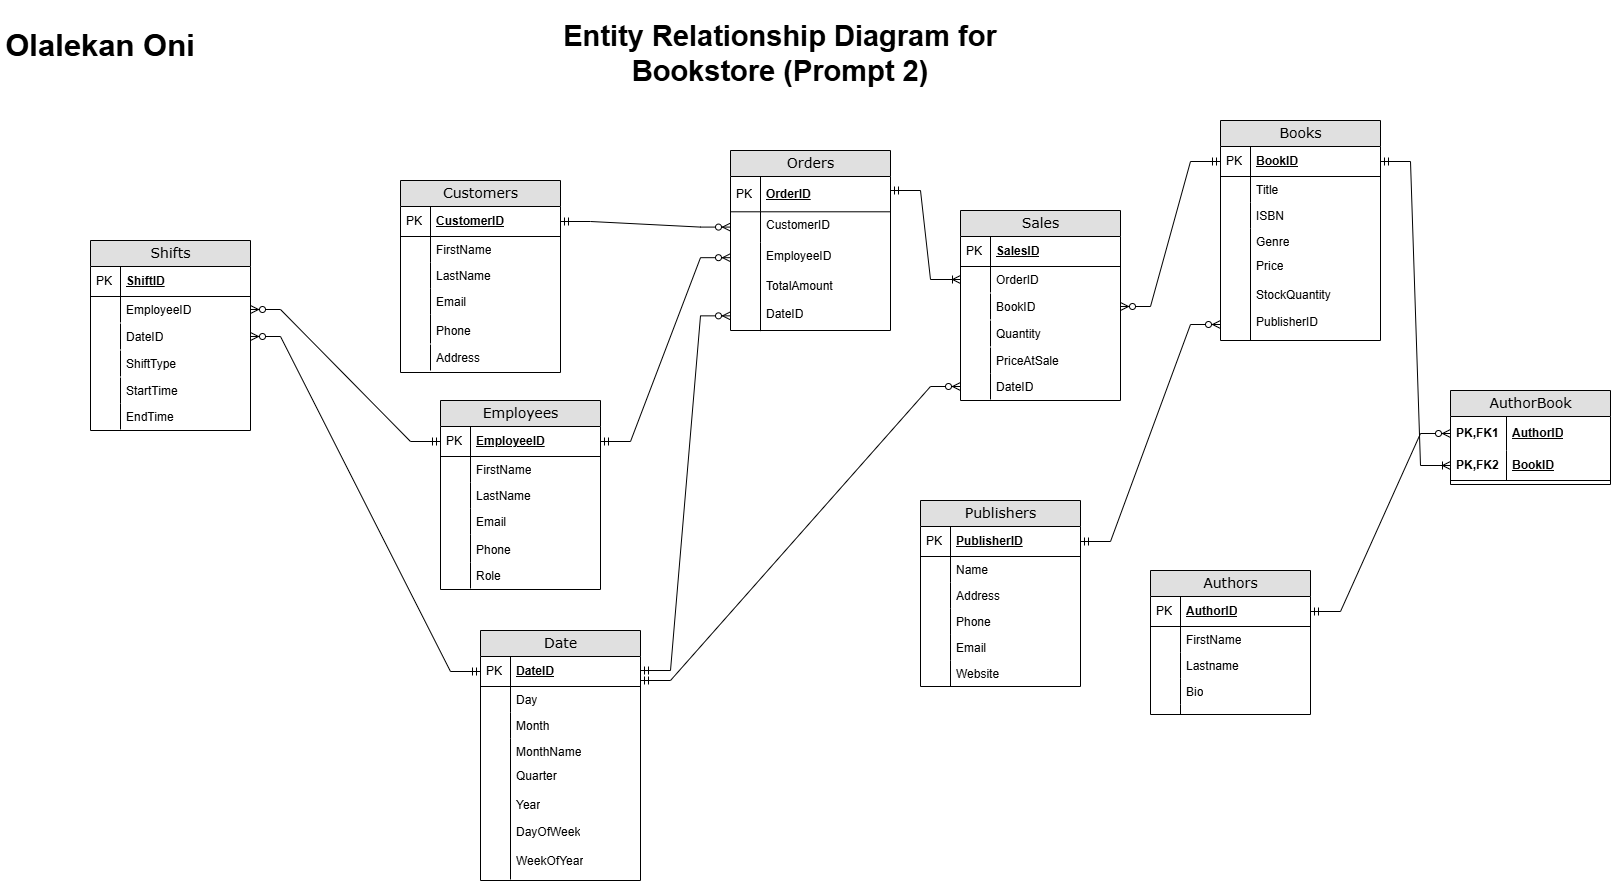 Olalekan Oni
Entity Relationship Diagram for
Bookstore (Prompt 2)
Shifts
PK ShiftID
EmployeeID
DateID
ShiftType
StartTime
EndTime
Customers
PK CustomerID
FirstName
LastName
Email
Phone
Address
Employees
PK EmployeeID
FirstName
LastName
Email
Phone
Role
Date
PK DateID
Day
Month
MonthName
Quarter
Year
DayOfWeek
WeekOfYear
Orders
PK OrderID
CustomerID
EmployeeID
TotalAmount
DateID
Sales
PK SalesID
OrderID
BookID
Quantity
PriceAtSale
DateID
Publishers
PK PublisherID
Name
Address
Phone
Email
Website
Books
PK BookID
Title
ISBN
Genre
Price
StockQuantity
PublisherID
Authors
PK AuthorID
FirstName
Lastname
Bio
AuthorBook
PK,FK1 AuthorID
PK,FK2 BookID